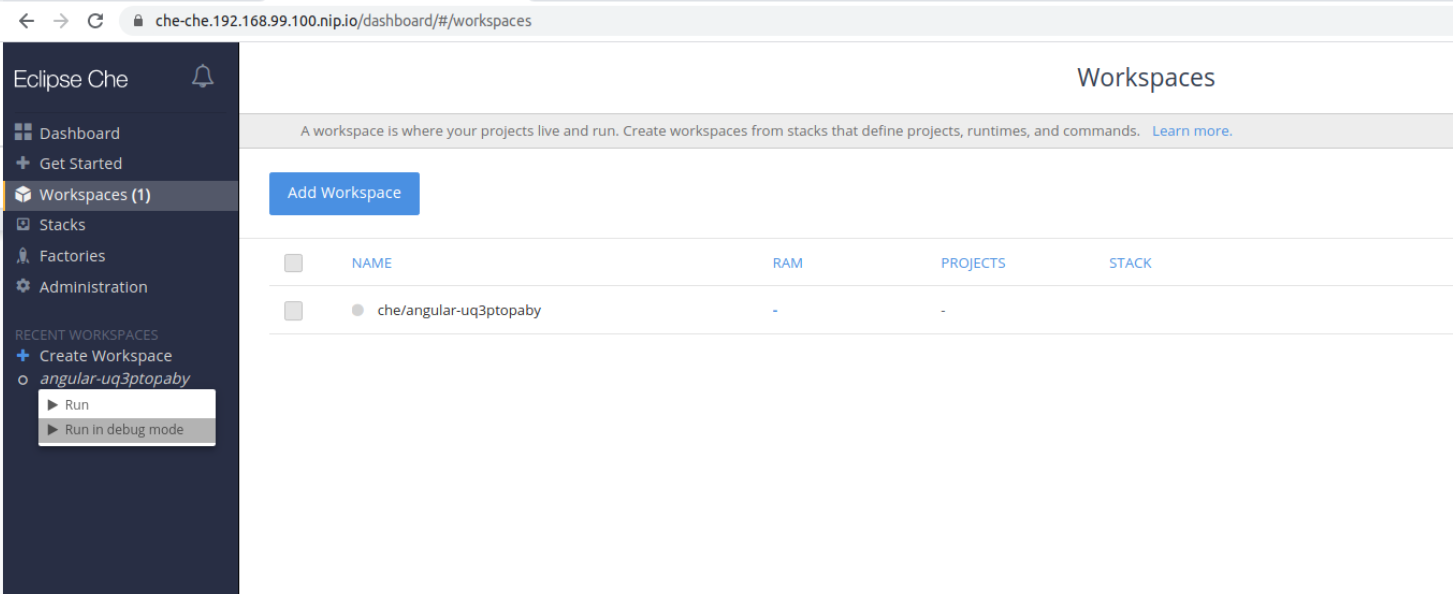 che-che.192.168.99.100.nip.io/dashboard/#/workspaces
Eclipse Che
Dashboard
Get Started
Workspaces (1)
Stacks
Factories
Administration
RECENT WORKSPACES
Create Workspace
angular-uq3ptopaby
Run
Run in debug mode
Workspaces
A workspace is where your projects live and run. Create workspaces from stacks that define projects, runtimes, and commands. Learn more.
Add Workspace
NAME RAM PROJECTS STACK
che/angular-uq3ptopaby - -